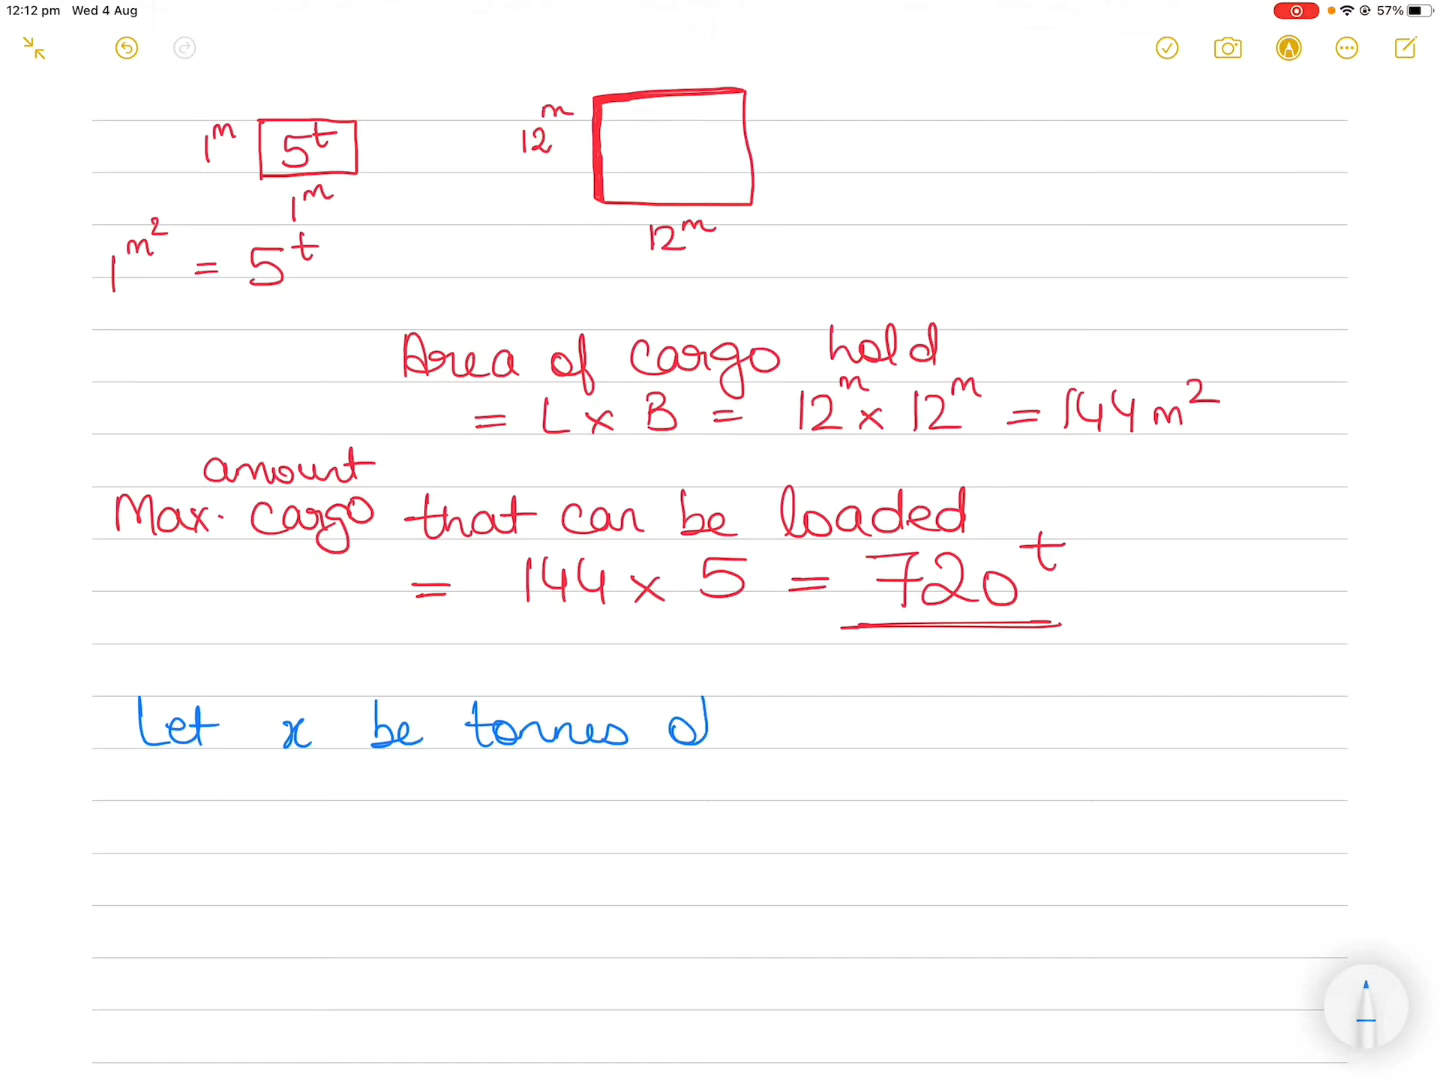 12:12 pm Wed 4 Aug
57%
1m 5t
1m
12m
12m
1m² = 5t
Area of cargo hold
= L × B = 12m × 12m = 144 m²
amount
Max. cargo that can be loaded
= 144 × 5 = 720t
Let x be tonnes o